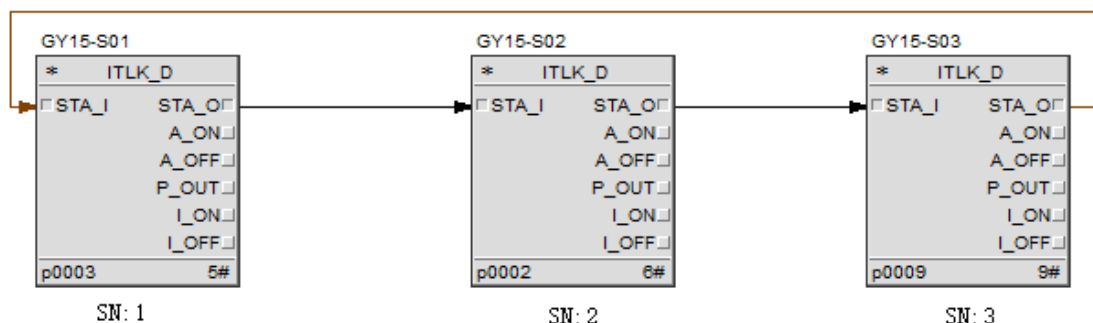 GY15-S01
* ITLK_D
STA_I STA_O
A_ON
A_OFF
P_OUT
I_ON
I_OFF
p0003 5#
SN: 1
GY15-S02
* ITLK_D
STA_I STA_O
A_ON
A_OFF
P_OUT
I_ON
I_OFF
p0002 6#
SN: 2
GY15-S03
* ITLK_D
STA_I STA_O
A_ON
A_OFF
P_OUT
I_ON
I_OFF
p0009 9#
SN: 3